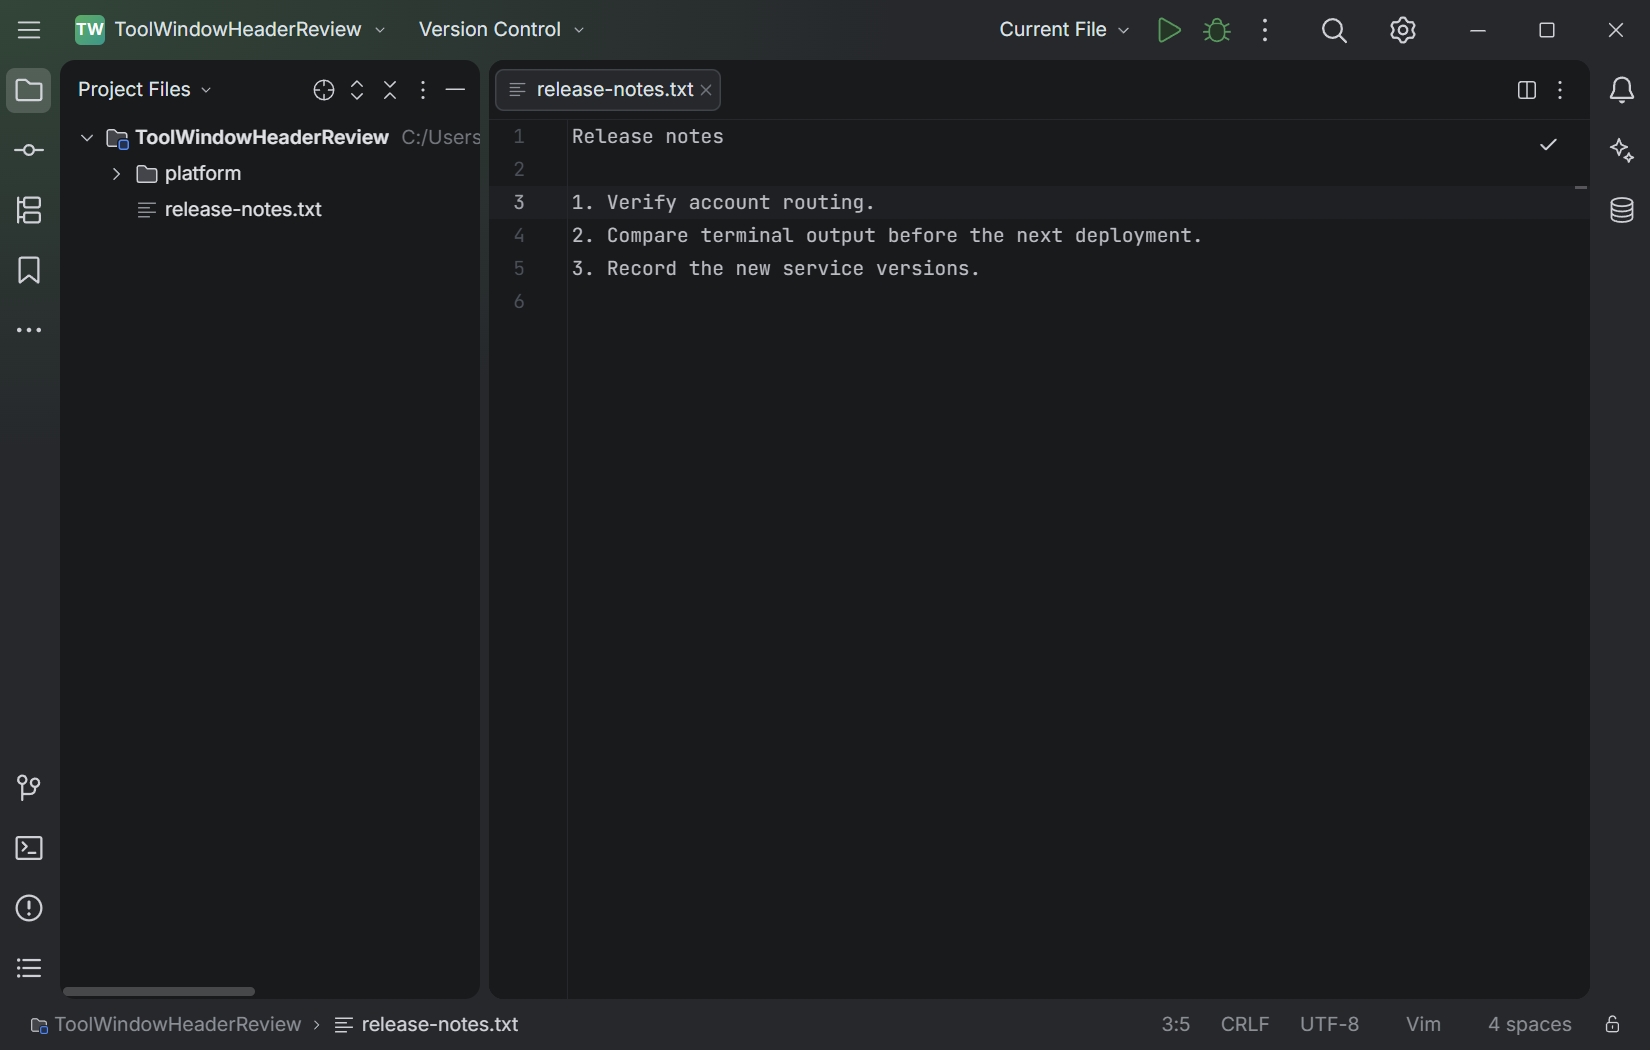 TW ToolWindowHeaderReview Version Control Current File
Project Files
ToolWindowHeaderReview C:/Users
platform
release-notes.txt
release-notes.txt
1 Release notes
2
3 1. Verify account routing.
4 2. Compare terminal output before the next deployment.
5 3. Record the new service versions.
6
ToolWindowHeaderReview release-notes.txt 3:5 CRLF UTF-8 Vim 4 spaces